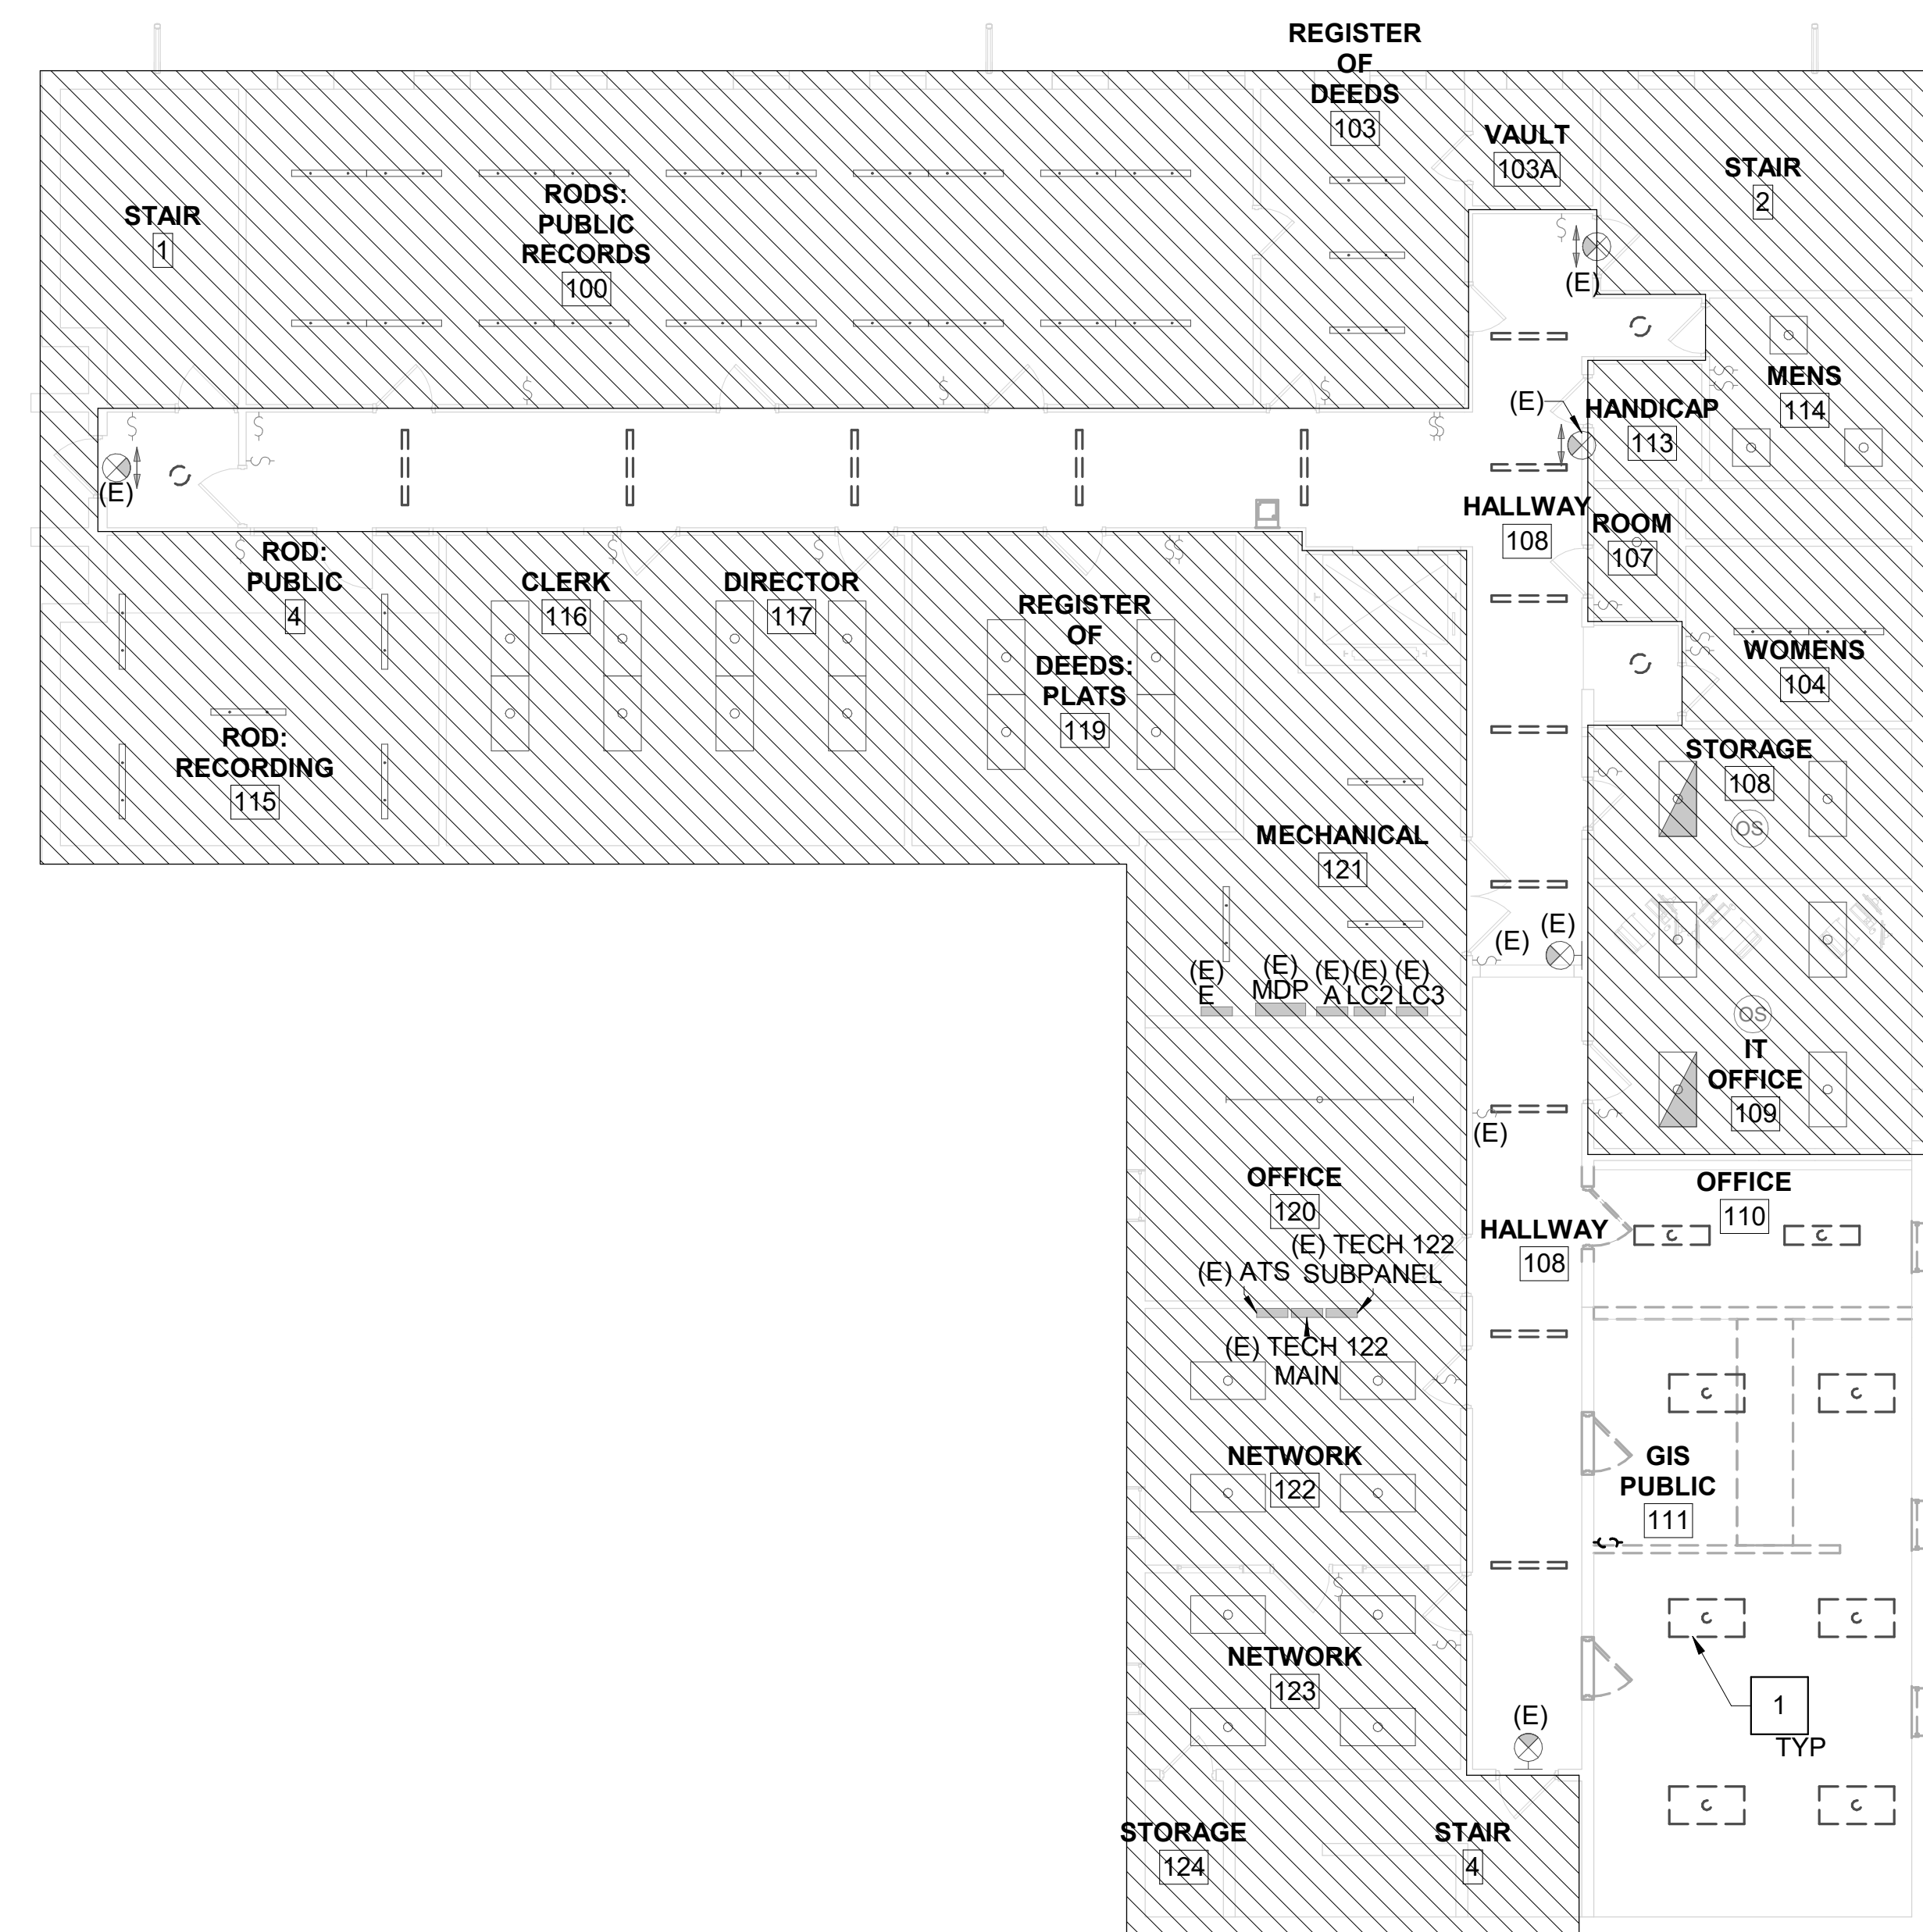 REGISTER
OF
DEEDS
103
VAULT
103A
STAIR
2
STAIR
1
RODS:
PUBLIC
RECORDS
100
(E)
MENS
114
(E)
HANDICAP
113
(E)
HALLWAY
108
ROOM
107
ROD:
PUBLIC
4
CLERK
116
DIRECTOR
117
REGISTER
OF
DEEDS:
PLATS
119
WOMENS
104
ROD:
RECORDING
115
STORAGE
108
OS
MECHANICAL
121
(E)
(E)
(E)
E
(E)
MDP
(E)
A
(E)
LC2
(E)
LC3
OS
IT
OFFICE
109
(E)
OFFICE
120
OFFICE
110
HALLWAY
108
(E) TECH 122
SUBPANEL
(E) ATS
(E) TECH 122
MAIN
NETWORK
122
GIS
PUBLIC
111
NETWORK
123
1
TYP
(E)
STORAGE
124
STAIR
4